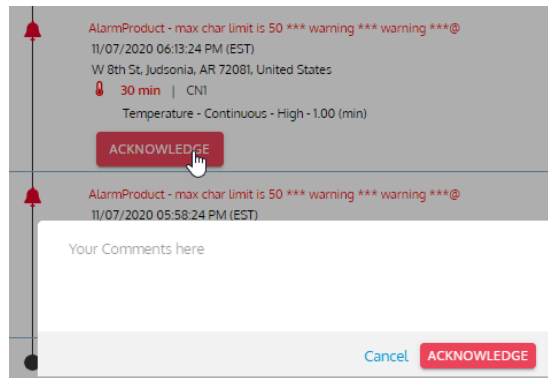 AlarmProduct - max char limit is 50 *** warning *** warning ***@
11/07/2020 06:13:24 PM (EST)
W 8th St, Judsonia, AR 72081, United States
30 min | CN1
Temperature - Continuous - High - 1.00 (min)
ACKNOWLEDGE
AlarmProduct - max char limit is 50 *** warning *** warning ***@
11/07/2020 05:58:24 PM (EST)
Your Comments here
Cancel ACKNOWLEDGE